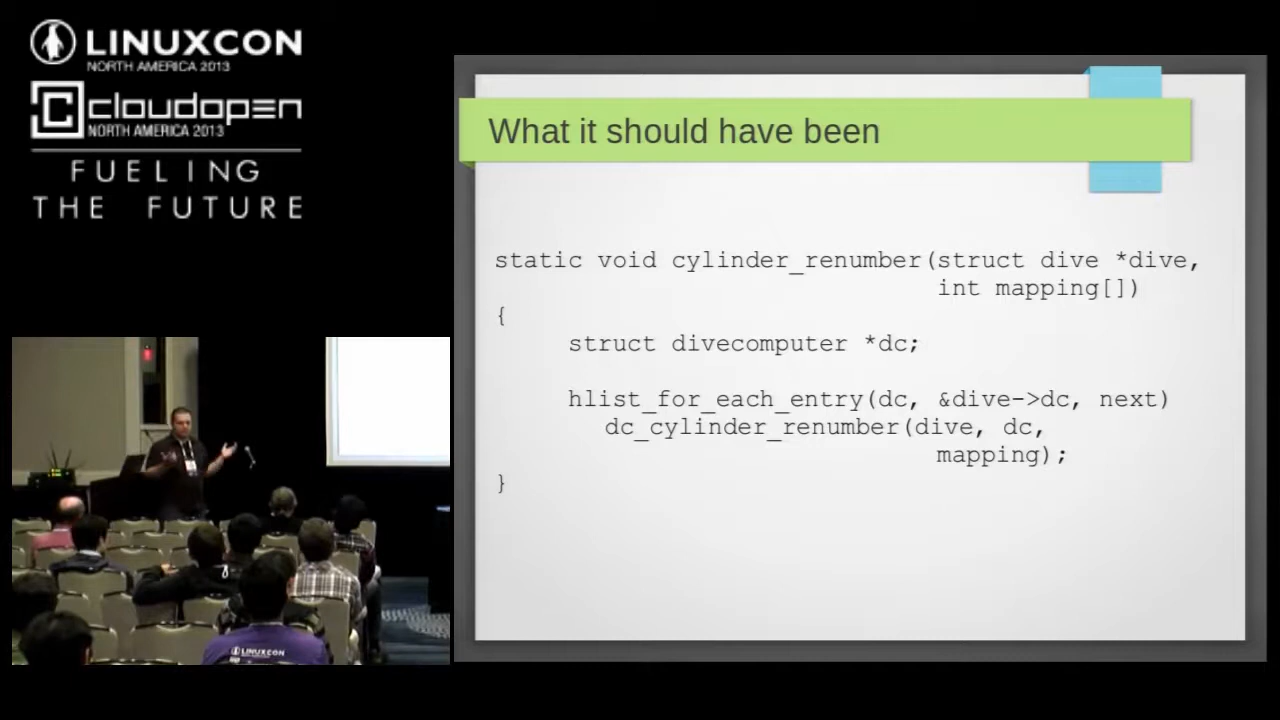 LINUXCON
NORTH AMERICA 2013
cloudopen
NORTH AMERICA 2013
FUELING
THE FUTURE
What it should have been
static void cylinder_renumber(struct dive *dive,
int mapping[])
{
struct divecomputer *dc;
hlist_for_each_entry(dc, &dive->dc, next)
dc_cylinder_renumber(dive, dc,
mapping);
}
LINUXCON